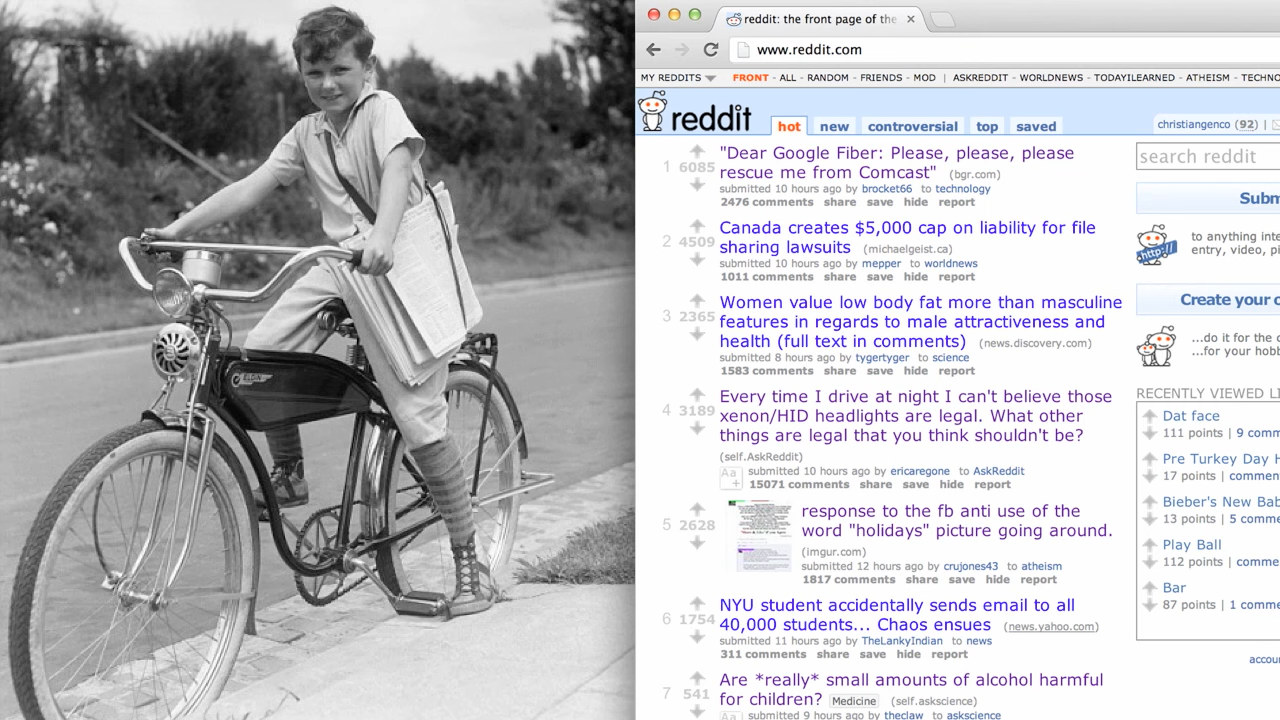 ELGIN
reddit: the front page of the
www.reddit.com
MY REDDITS FRONT - ALL - RANDOM - FRIENDS - MOD | ASKREDDIT - WORLDNEWS - TODAYILEARNED - ATHEISM - TECHNO
reddit hot new controversial top saved christiangenco (92) |
1 6085 "Dear Google Fiber: Please, please, please
rescue me from Comcast" (bgr.com)
submitted 10 hours ago by brocket66 to technology
2476 comments share save hide report
2 4509 Canada creates $5,000 cap on liability for file
sharing lawsuits (michaelgeist.ca)
submitted 10 hours ago by mepper to worldnews
1011 comments share save hide report
3 2365 Women value low body fat more than masculine
features in regards to male attractiveness and
health (full text in comments) (news.discovery.com)
submitted 8 hours ago by tygertyger to science
1583 comments share save hide report
4 3189 Every time I drive at night I can't believe those
xenon/HID headlights are legal. What other
things are legal that you think shouldn't be?
(self.AskReddit)
Aa + submitted 10 hours ago by ericaregone to AskReddit
15071 comments share save hide report
5 2628 response to the fb anti use of the
word "holidays" picture going around.
(imgur.com)
submitted 12 hours ago by crujones43 to atheism
1817 comments share save hide report
6 1754 NYU student accidentally sends email to all
40,000 students... Chaos ensues (news.yahoo.com)
submitted 11 hours ago by TheLankyIndian to news
311 comments share save hide report
7 541 Are *really* small amounts of alcohol harmful
for children? Medicine (self.askscience)
Aa submitted 9 hours ago by theclaw to askscience
search reddit
Subm
http://
to anything inte
entry, video, pi
Create your o
...do it for the
...for your hobb
RECENTLY VIEWED LI
Dat face
111 points | 9 comm
Pre Turkey Day H
17 points | commen
Bieber's New Bab
13 points | 5 comme
Play Ball
112 points | comme
Bar
87 points | 1 comme
accou